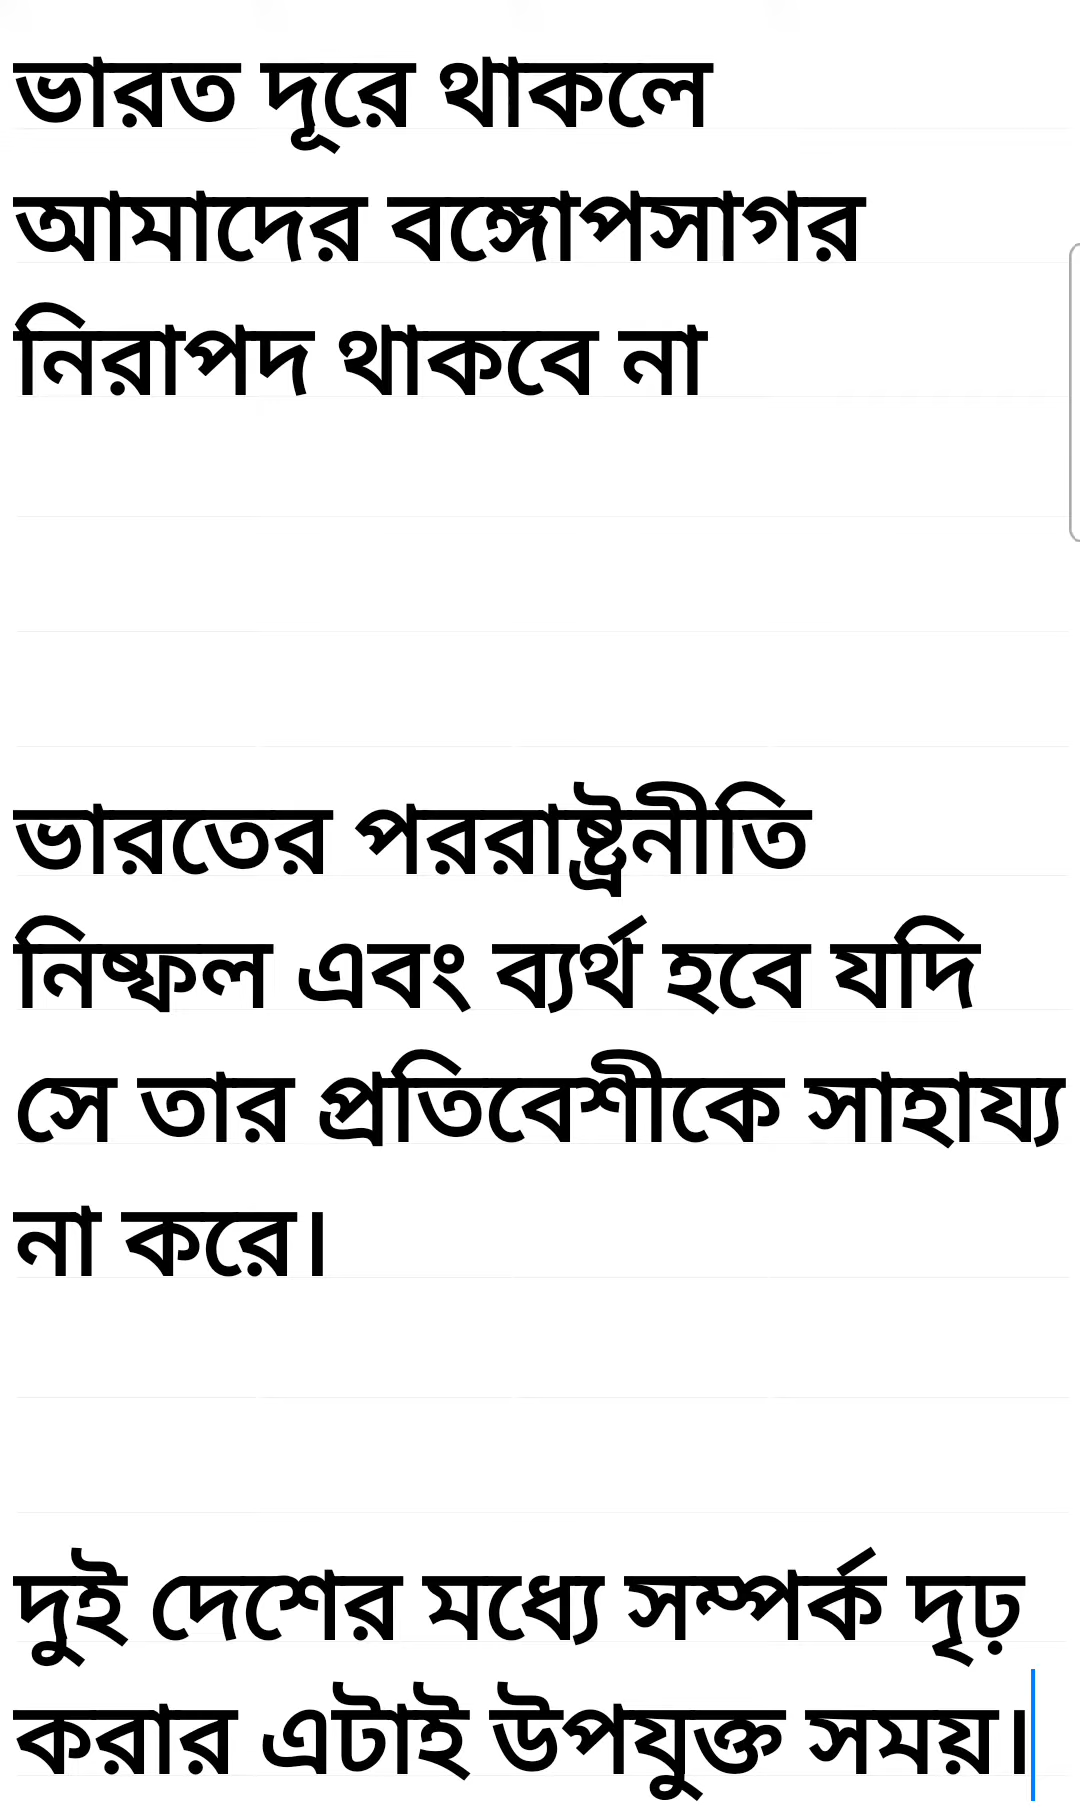 ভারত দূরে থাকলে
আমাদের বঙ্গোপসাগর
নিরাপদ থাকবে না
ভারতের পররাষ্ট্রনীতি
নিষ্ফল এবং ব্যর্থ হবে যদি
সে তার প্রতিবেশীকে সাহায্য
না করে।
দুই দেশের মধ্যে সম্পর্ক দৃঢ়
করার এটাই উপযুক্ত সময়।